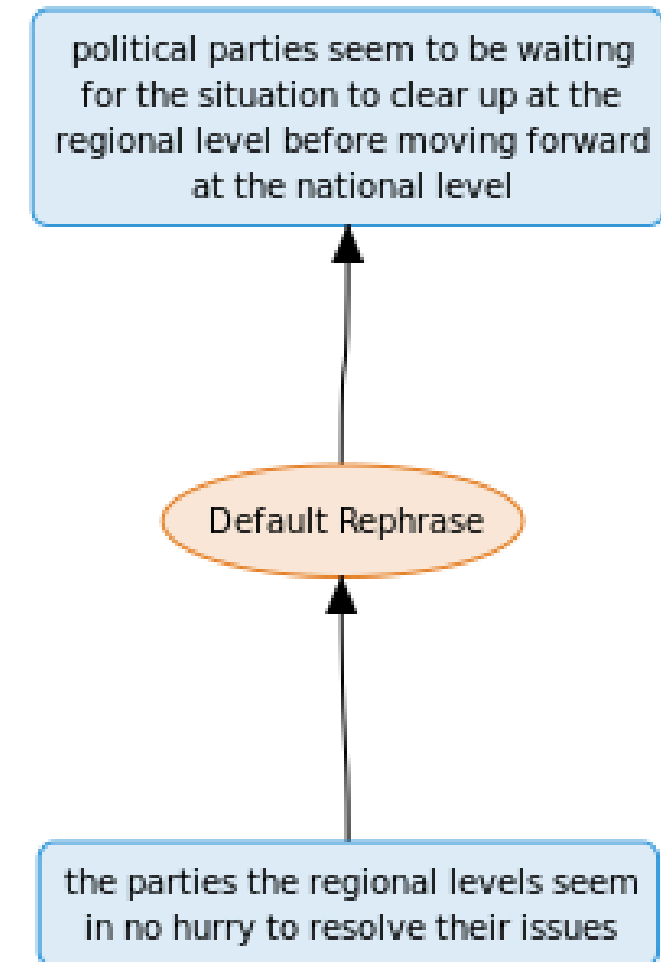 political parties seem to be waiting
for the situation to clear up at the
regional level before moving forward
at the national level
Default Rephrase
the parties the regional levels seem
in no hurry to resolve their issues